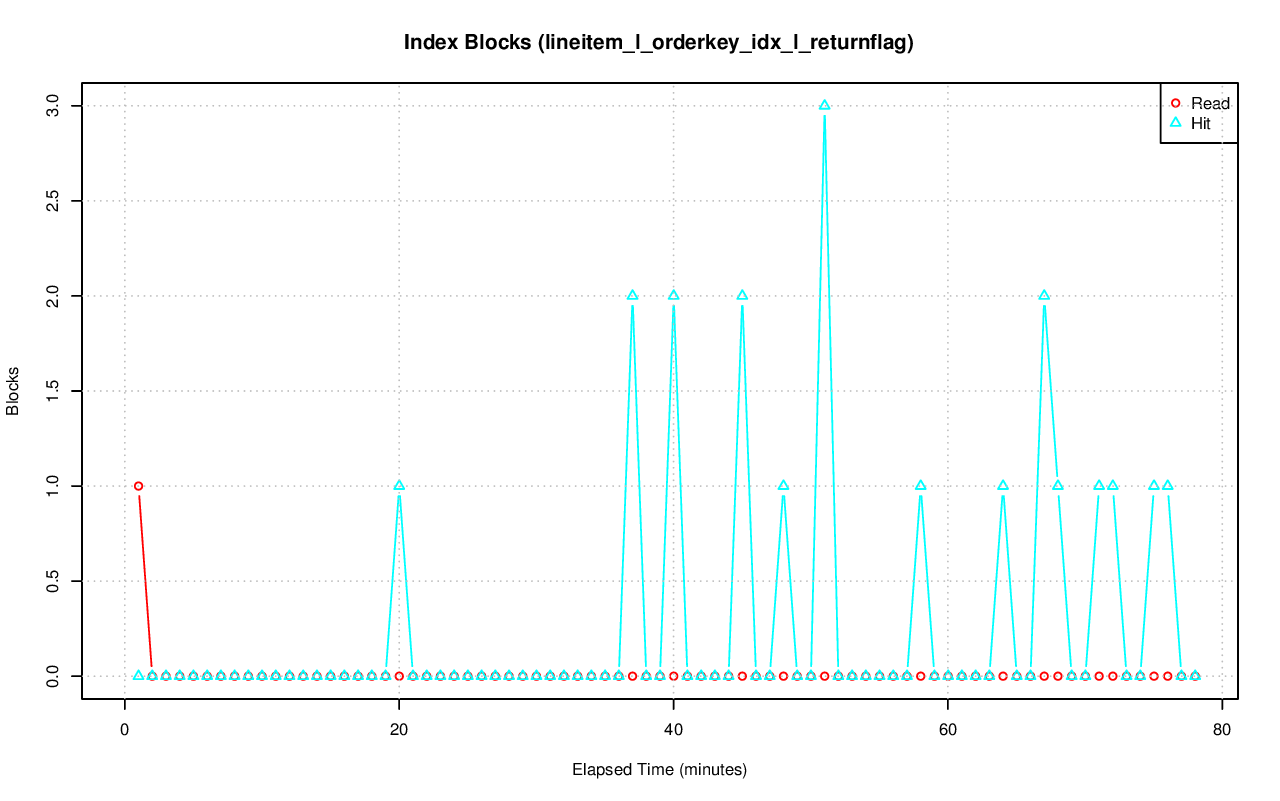 Index Blocks (lineitem_l_orderkey_idx_l_returnflag)
Read
Hit
3.0
2.5
2.0
1.5
1.0
0.5
0.0
Blocks
0 20 40 60 80
Elapsed Time (minutes)